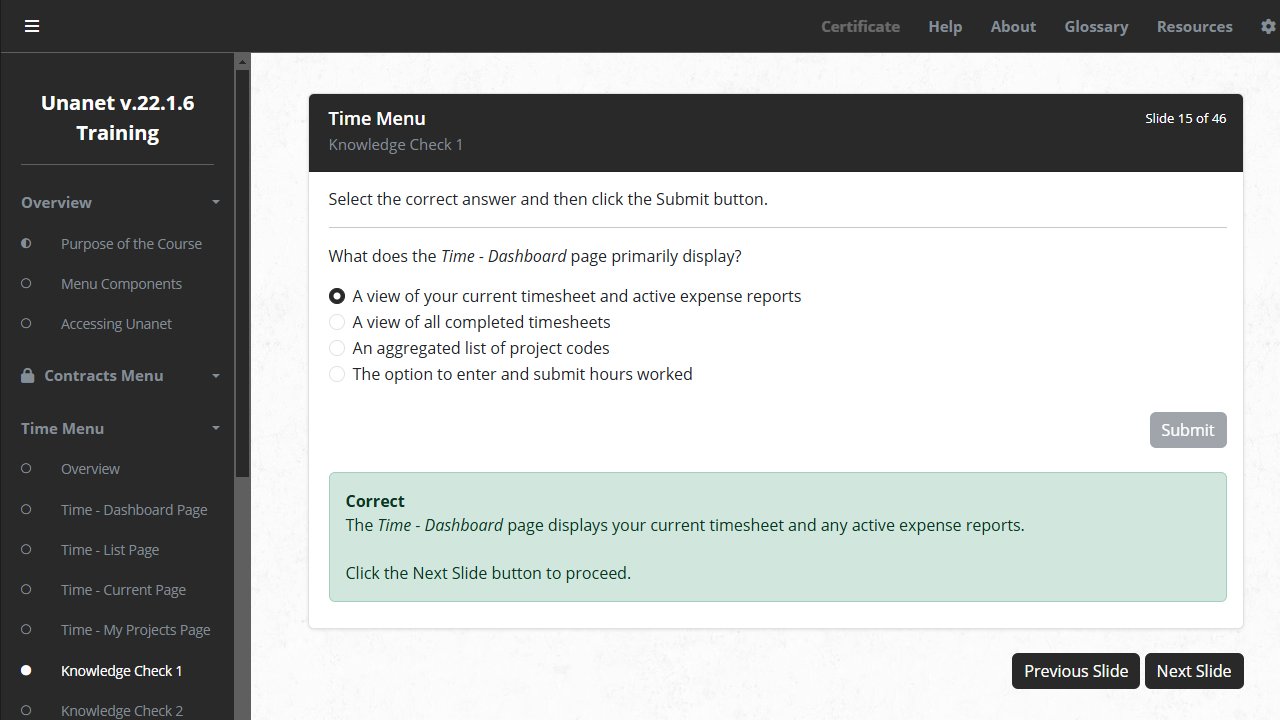 Certificate
Help
About
Glossary
Resources
Unanet v.22.1.6
Training
Overview
Purpose of the Course
Menu Components
Accessing Unanet
Contracts Menu
Time Menu
Overview
Time - Dashboard Page
Time - List Page
Time - Current Page
Time - My Projects Page
Knowledge Check 1
Knowledge Check 2
Time Menu
Slide 15 of 46
Knowledge Check 1
Select the correct answer and then click the Submit button.
What does the Time - Dashboard page primarily display?
A view of your current timesheet and active expense reports
A view of all completed timesheets
An aggregated list of project codes
The option to enter and submit hours worked
Submit
Correct
The Time - Dashboard page displays your current timesheet and any active expense reports.
Click the Next Slide button to proceed.
Previous Slide
Next Slide